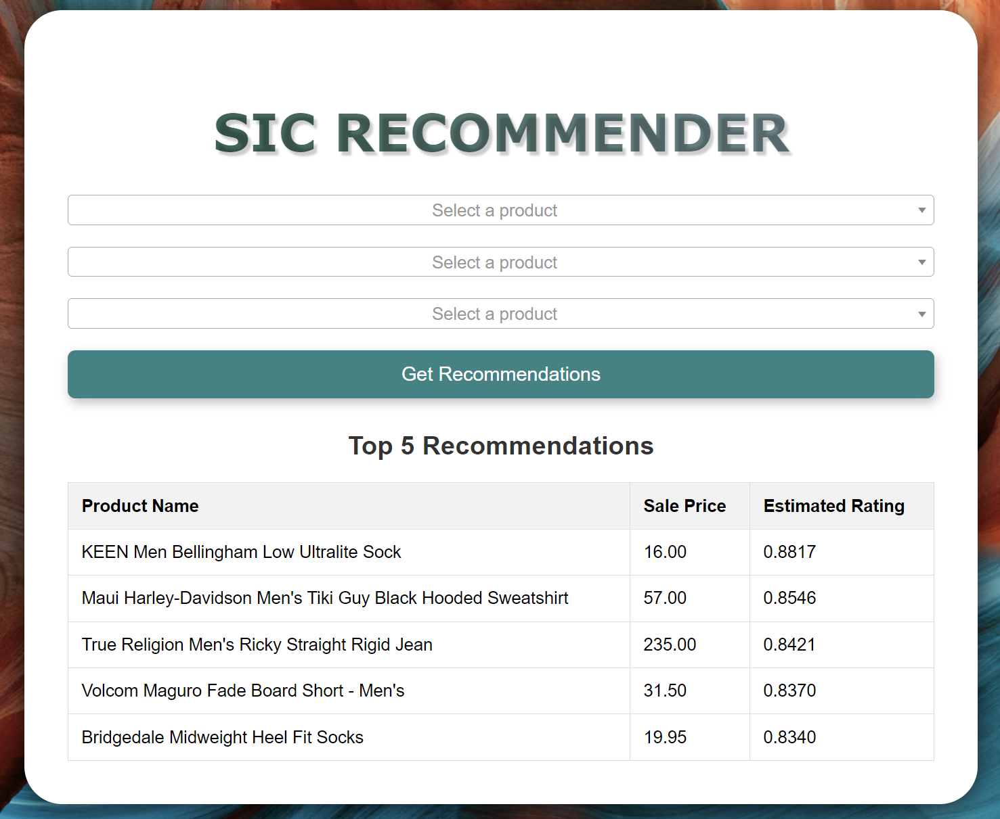 SIC RECOMMENDER
Select a product
Select a product
Select a product
Get Recommendations
Top 5 Recommendations
Product Name Sale Price Estimated Rating
KEEN Men Bellingham Low Ultralite Sock 16.00 0.8817
Maui Harley-Davidson Men's Tiki Guy Black Hooded Sweatshirt 57.00 0.8546
True Religion Men's Ricky Straight Rigid Jean 235.00 0.8421
Volcom Maguro Fade Board Short - Men's 31.50 0.8370
Bridgedale Midweight Heel Fit Socks 19.95 0.8340